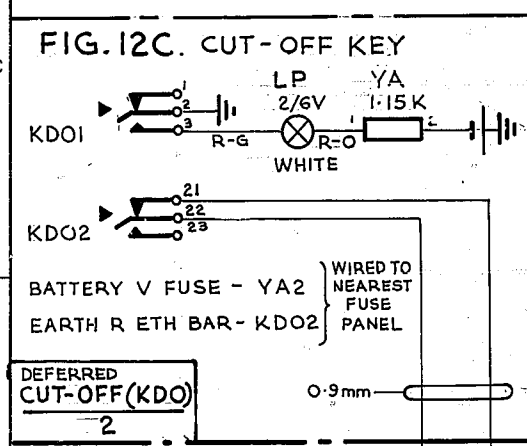 FIG. 12C. CUT-OFF KEY
LP YA
2/6V 1·15K
KDO1
1
2
3
R-G
R=O
1 2
WHITE
KDO2
21
22
23
BATTERY V FUSE - YA2
EARTH R ETH BAR- KDO2
WIRED TO
NEAREST
FUSE
PANEL
DEFERRED
CUT-OFF(KDO)
2
0·9mm